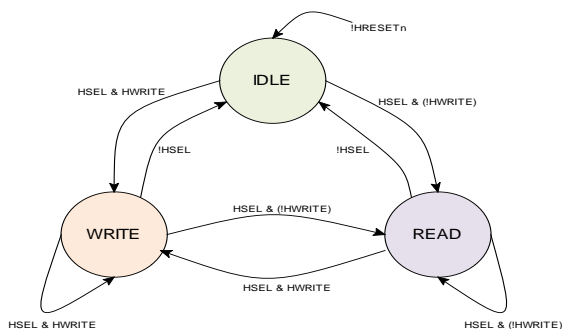 !HRESETn
IDLE
HSEL & HWRITE
HSEL & (!HWRITE)
!HSEL
!HSEL
HSEL & (!HWRITE)
WRITE
READ
HSEL & HWRITE
HSEL & HWRITE
HSEL & (!HWRITE)